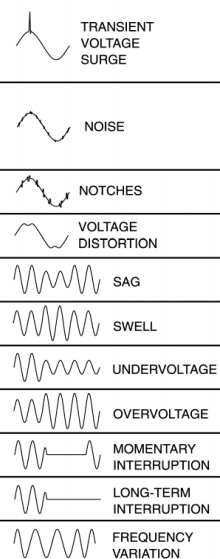 TRANSIENT
VOLTAGE
SURGE
NOISE
NOTCHES
VOLTAGE
DISTORTION
SAG
SWELL
UNDERVOLTAGE
OVERVOLTAGE
MOMENTARY
INTERRUPTION
LONG-TERM
INTERRUPTION
FREQUENCY
VARIATION